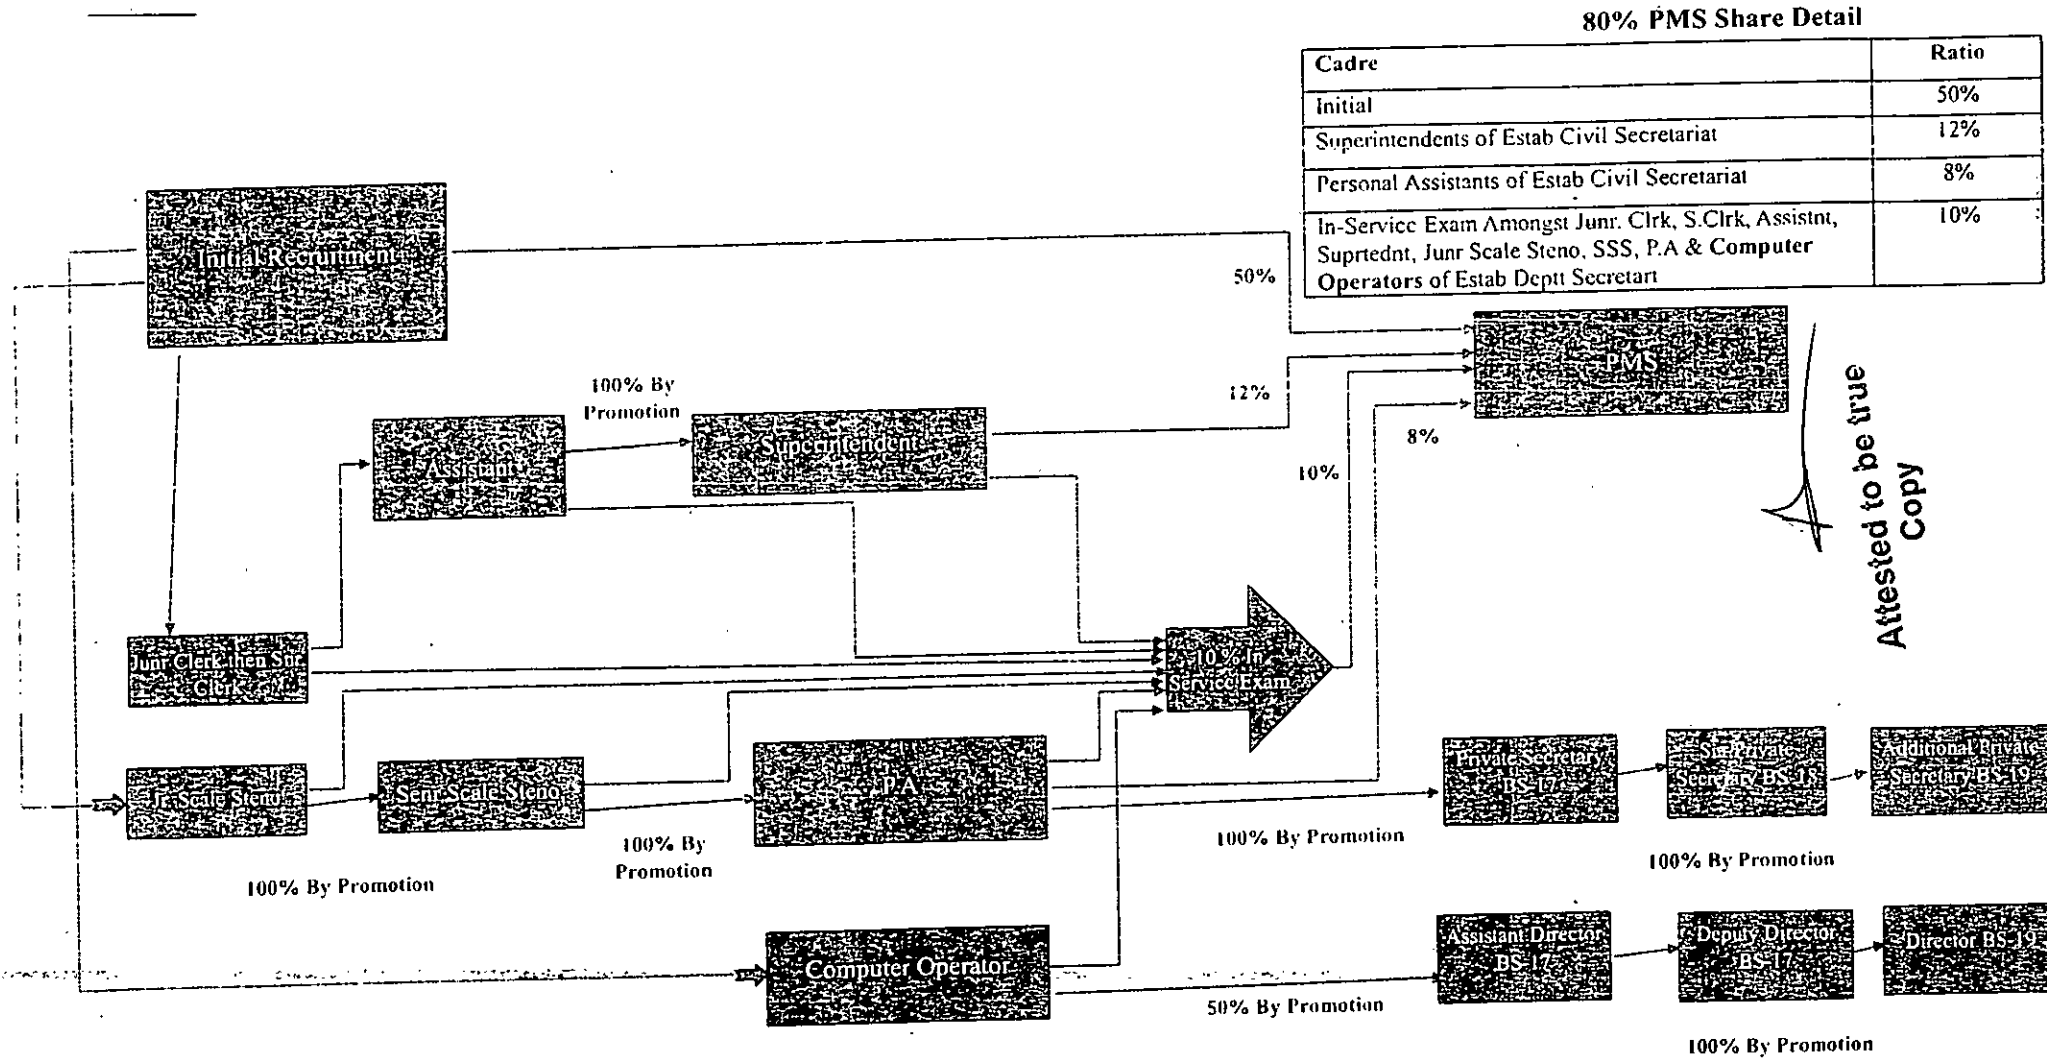 80% PMS Share Detail
Cadre Ratio
Initial 50%
Superintendents of Estab Civil Secretariat 12%
Personal Assistants of Estab Civil Secretariat 8%
In-Service Exam Amongst Junr. Clrk, S.Clrk, Assistnt, 10%
Suprtednt, Junr Scale Steno, SSS, P.A & Computer
Operators of Estab Deptt Secretart
Initial Recruitment
50%
PMS
12%
8%
10%
100% By
Promotion
Assistant
Superintendent
Attested to be true
Copy
Junr Clerk then Snr
Clerk
10 % In
Service Exam
Jr. Scale Steno
Senr Scale Steno
P.A
Private Secretary
BS-17
Snr Private
Secretary BS-18
Additional Private
Secretary BS-19
100% By Promotion
100% By
Promotion
100% By Promotion
100% By Promotion
Computer Operator
Assistant Director
BS-17
Deputy Director
BS-17
Director BS-19
50% By Promotion
100% By Promotion